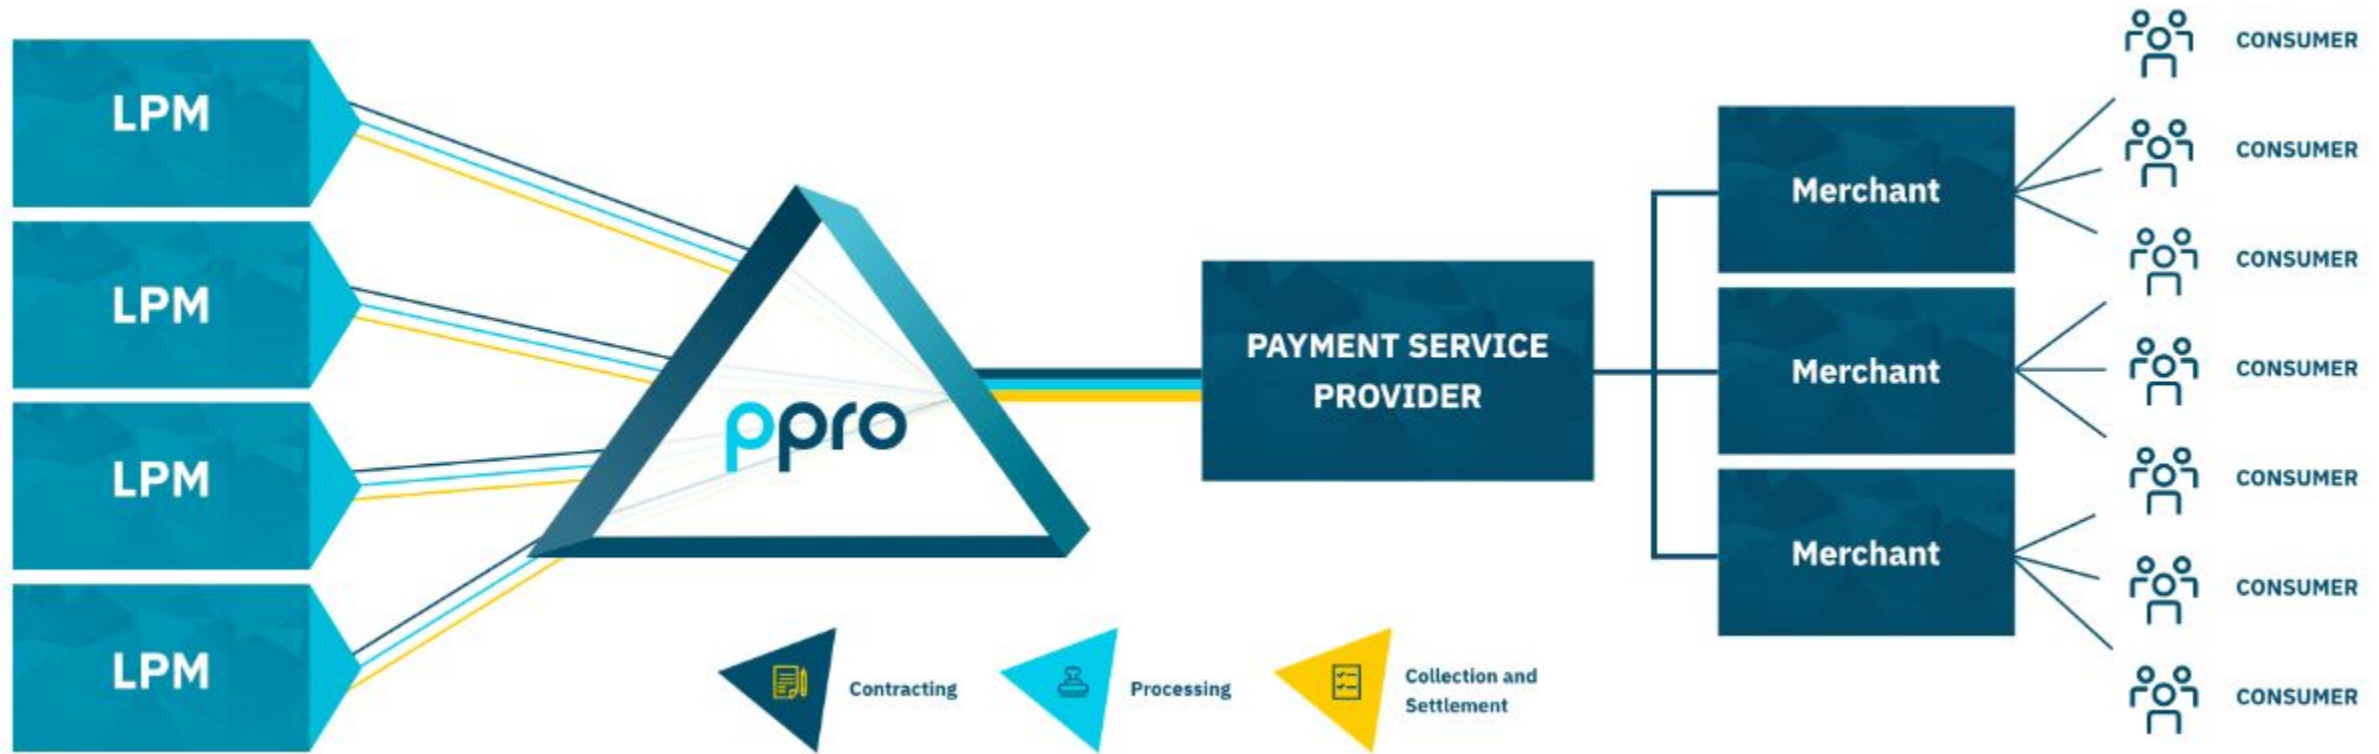 LPM
LPM
LPM
LPM
ppro
PAYMENT SERVICE
PROVIDER
Merchant
Merchant
Merchant
CONSUMER
CONSUMER
CONSUMER
CONSUMER
CONSUMER
CONSUMER
CONSUMER
Contracting
Processing
Collection and
Settlement